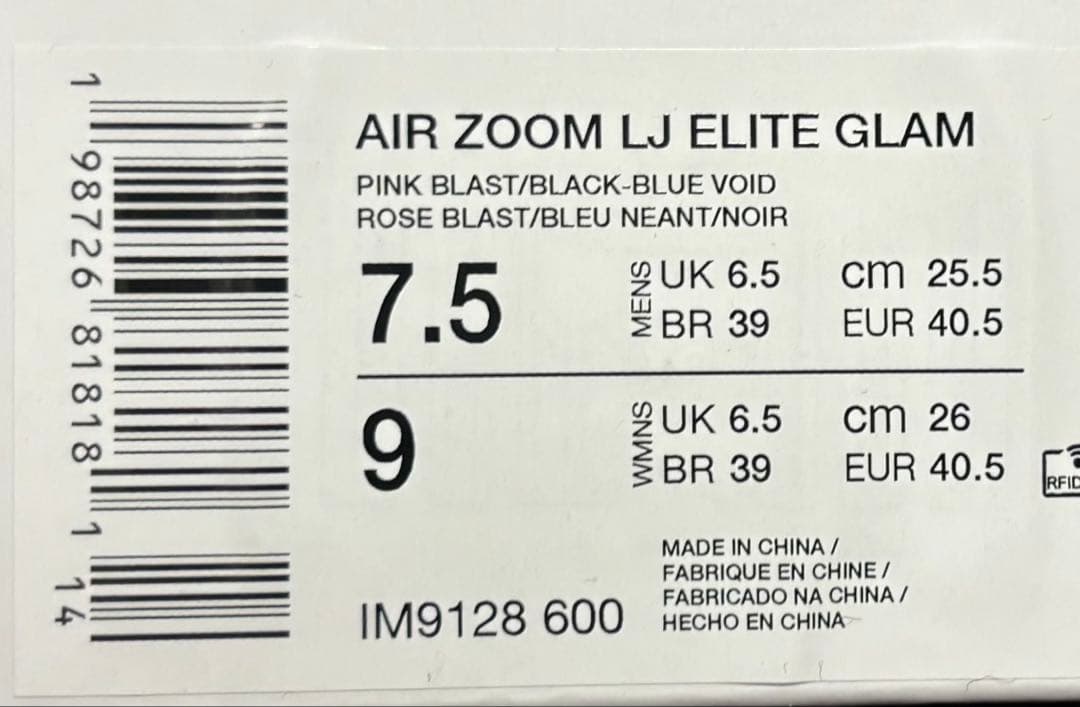 AIR ZOOM LJ ELITE GLAM
PINK BLAST/BLACK-BLUE VOID
ROSE BLAST/BLEU NEANT/NOIR
7.5 MENS UK 6.5 cm 25.5
BR 39 EUR 40.5
9 WMNS UK 6.5 cm 26
BR 39 EUR 40.5
MADE IN CHINA /
FABRIQUE EN CHINE /
FABRICADO NA CHINA /
HECHO EN CHINA
IM9128 600
RFID
1 98726 81818 1 14